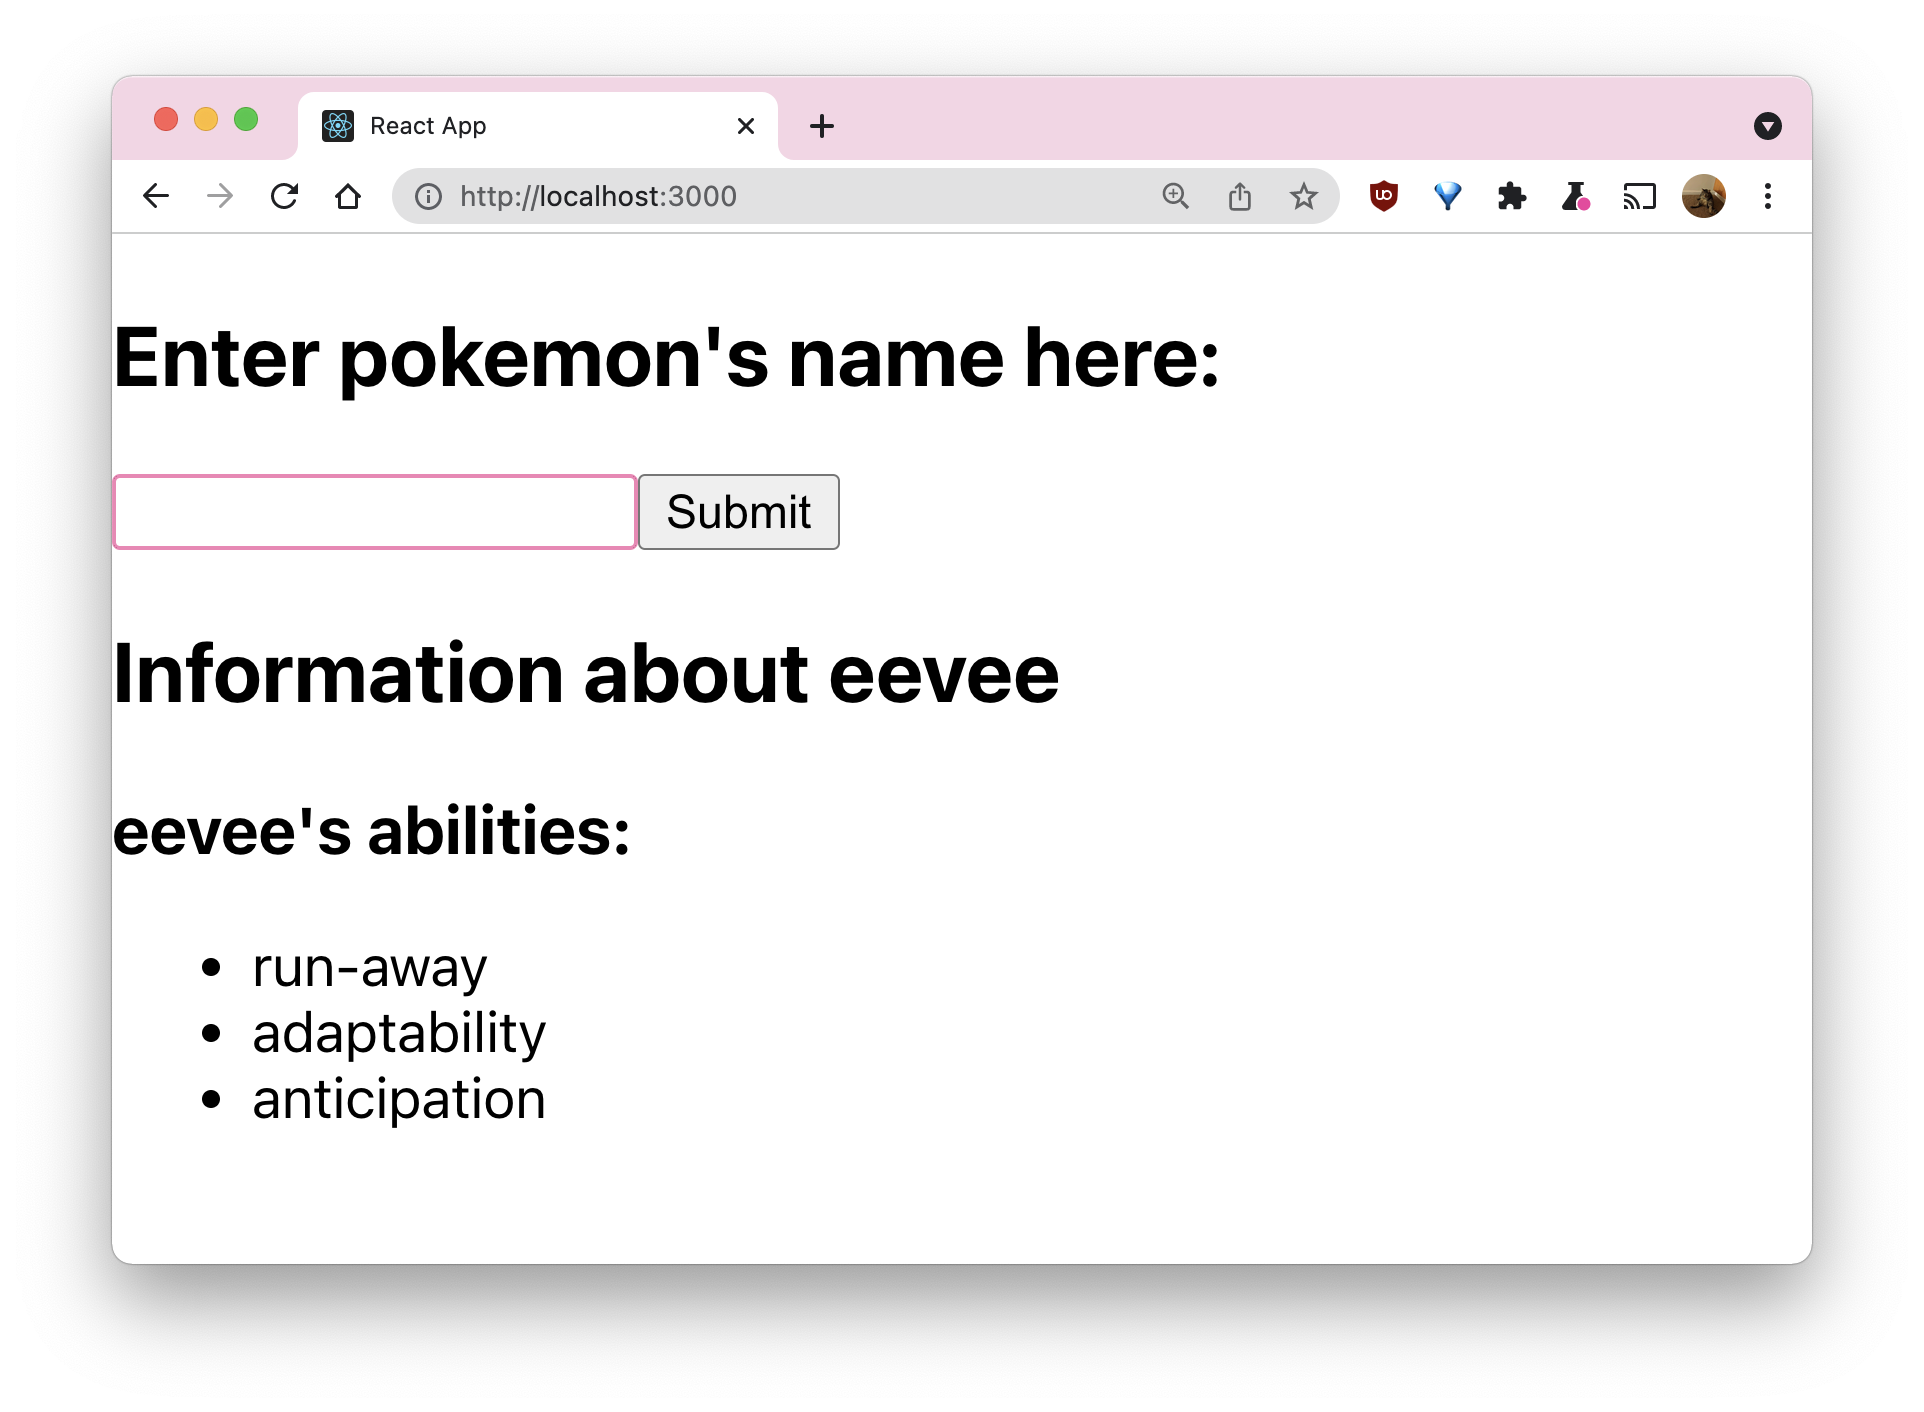 React App
http://localhost:3000
Enter pokemon's name here:
Submit
Information about eevee
eevee's abilities:
run-away
adaptability
anticipation